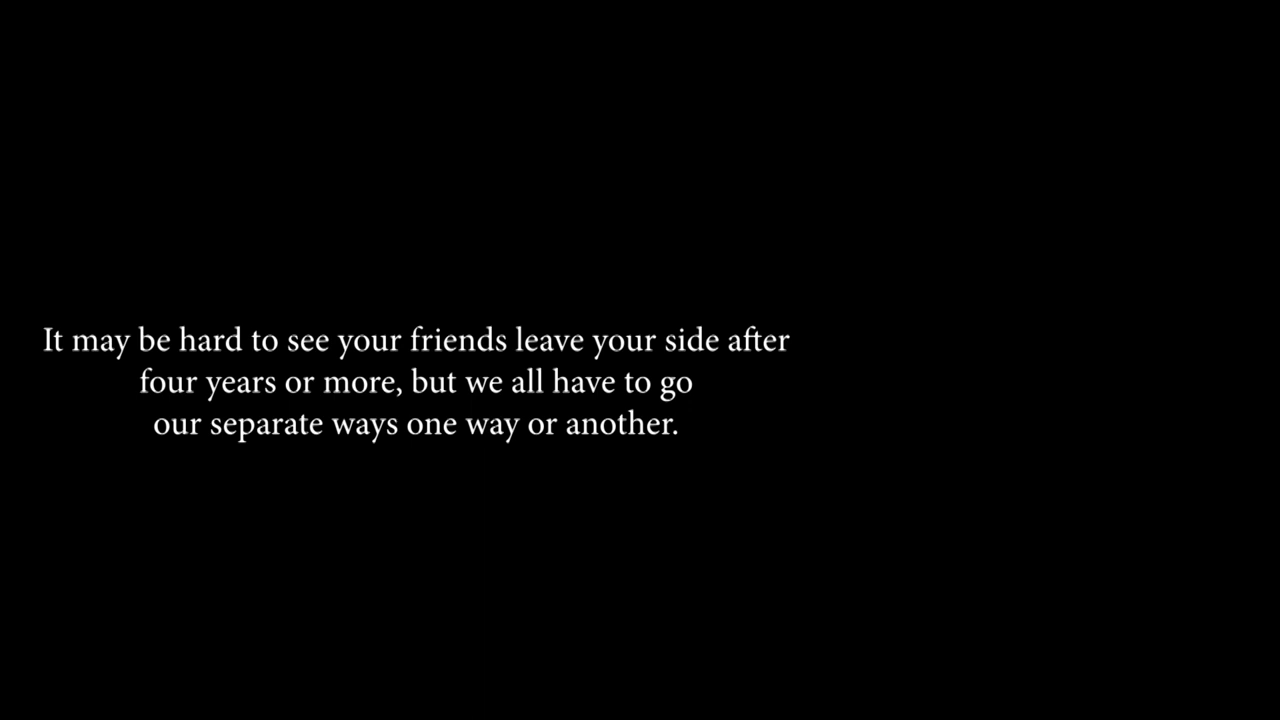 It may be hard to see your friends leave your side after
four years or more, but we all have to go
our separate ways one way or another.